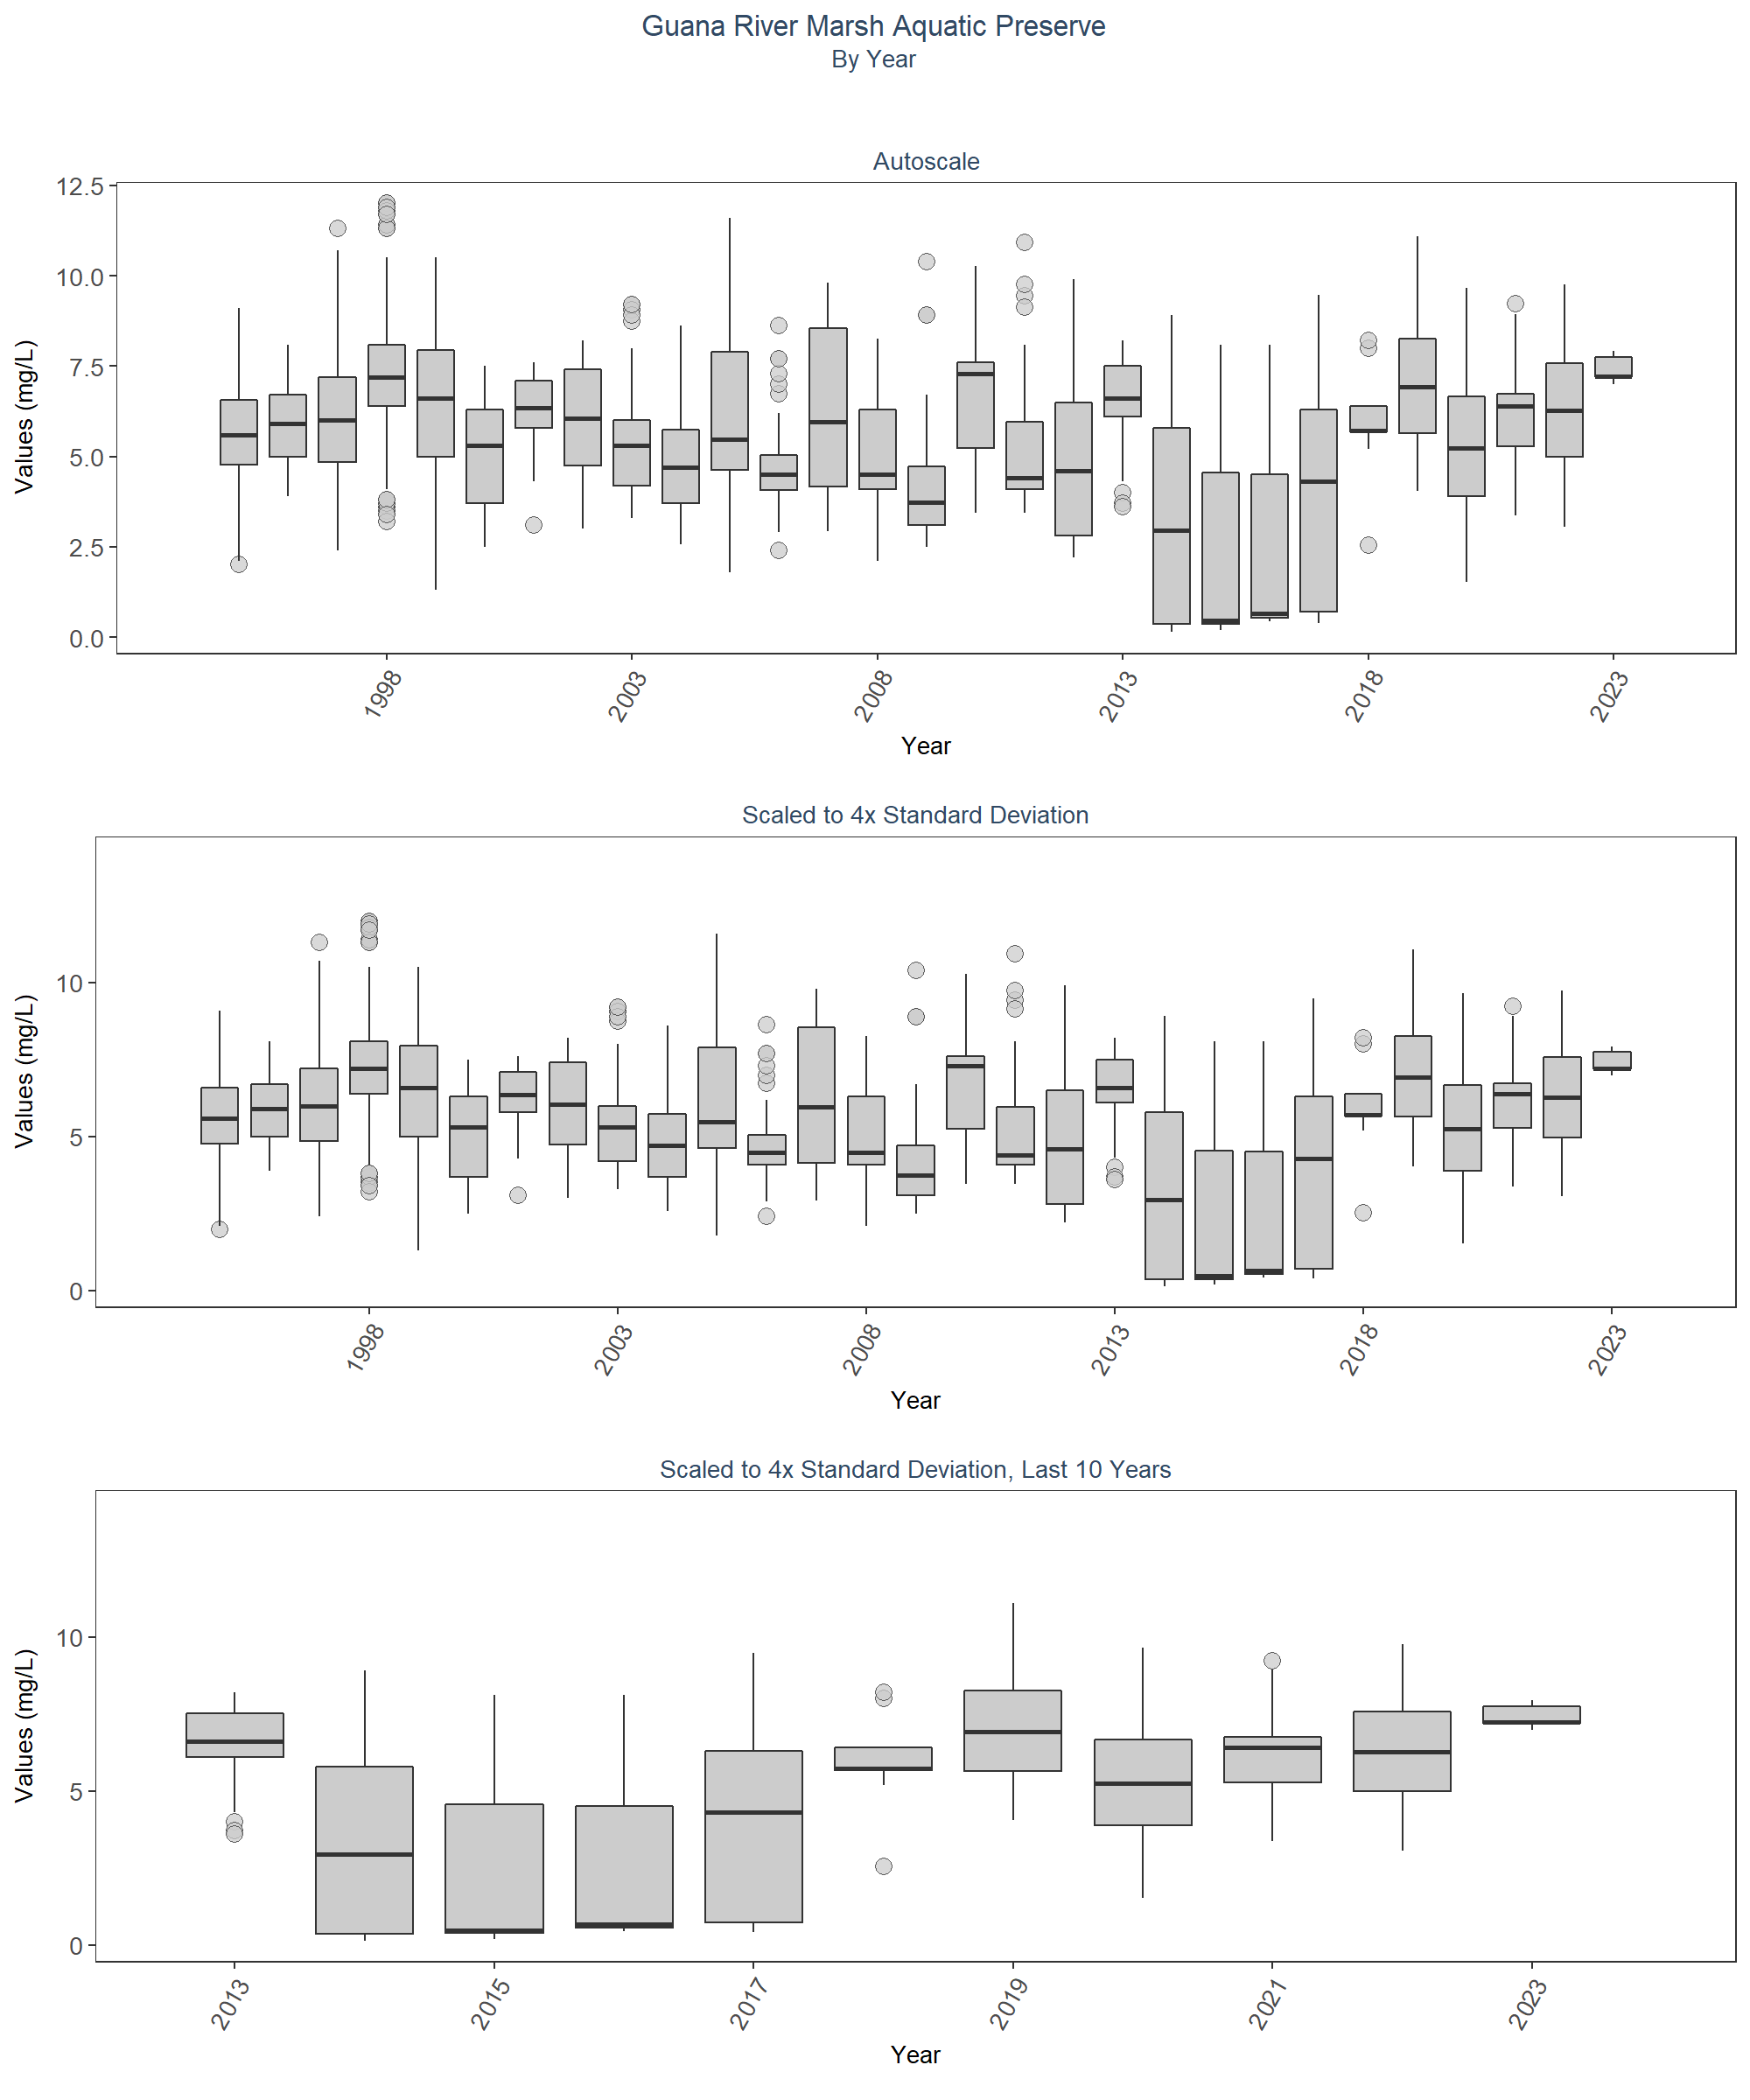 Guana River Marsh Aquatic Preserve
By Year
Autoscale
12.5
10.0
7.5
5.0
2.5
0.0
Values (mg/L)
1998 2003 2008 2013 2018 2023
Year
Scaled to 4x Standard Deviation
10
5
0
Values (mg/L)
1998 2003 2008 2013 2018 2023
Year
Scaled to 4x Standard Deviation, Last 10 Years
10
5
0
Values (mg/L)
2013 2015 2017 2019 2021 2023
Year